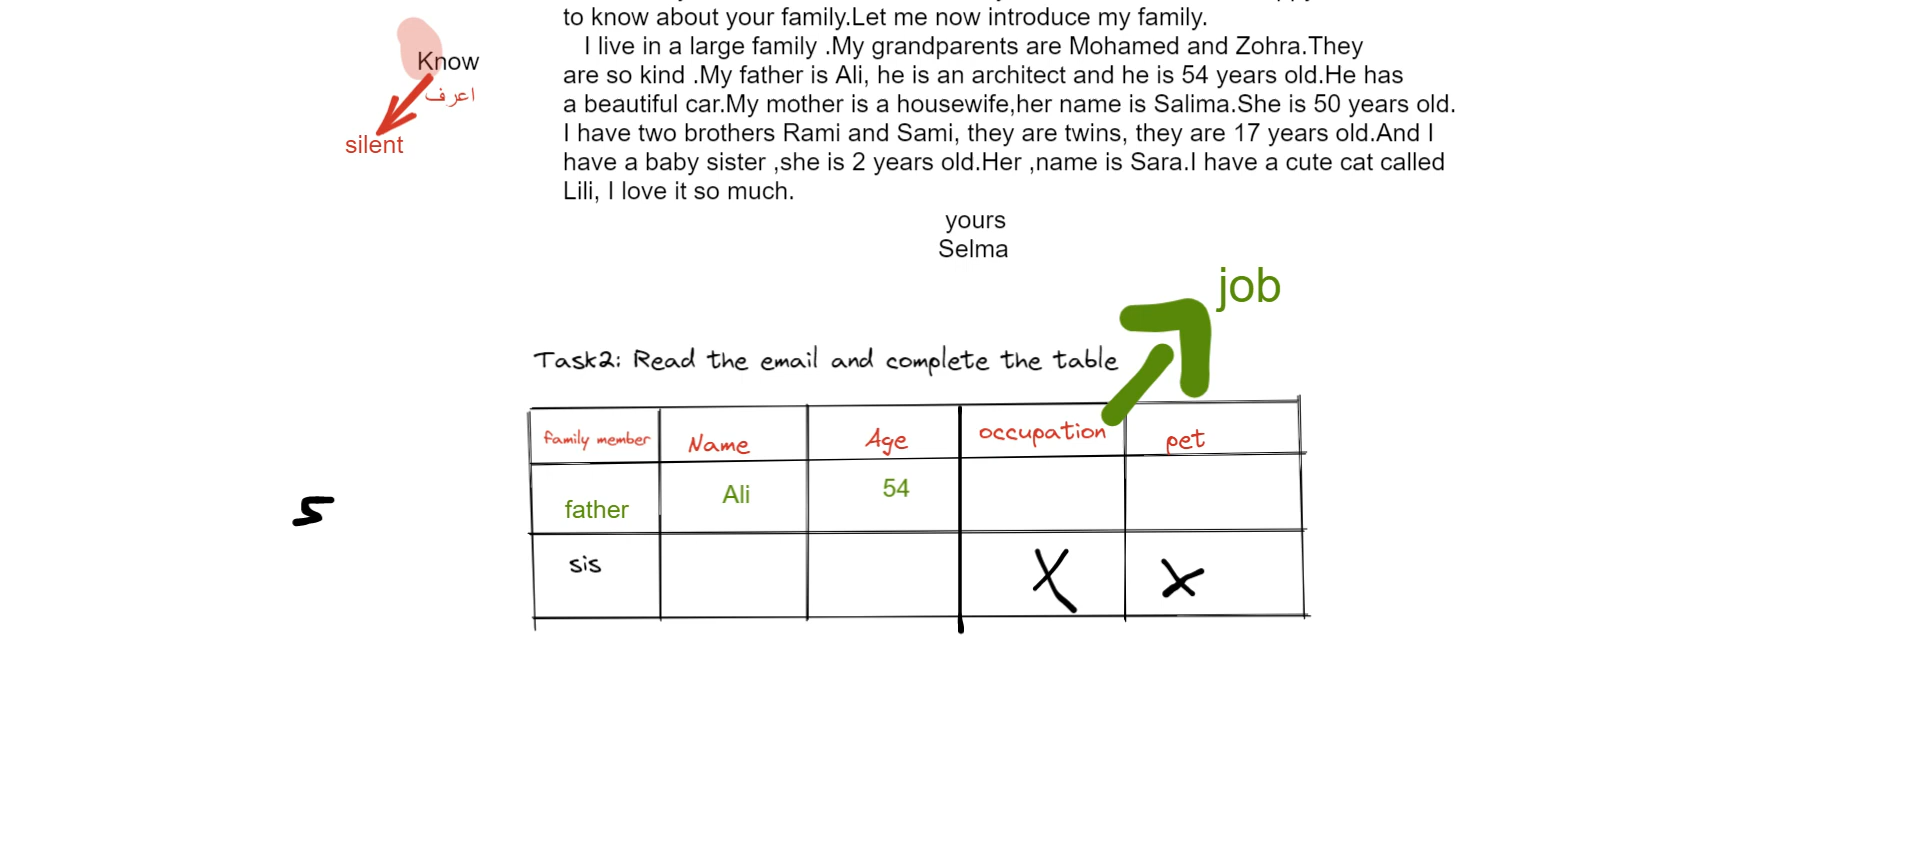 to know about your family.Let me now introduce my family.
I live in a large family .My grandparents are Mohamed and Zohra.They
are so kind .My father is Ali, he is an architect and he is 54 years old.He has
a beautiful car.My mother is a housewife,her name is Salima.She is 50 years old.
I have two brothers Rami and Sami, they are twins, they are 17 years old.And I
have a baby sister ,she is 2 years old.Her ,name is Sara.I have a cute cat called
Lili, I love it so much.
yours
Selma
Know
اعرف
silent
job
Task2: Read the email and complete the table
family member Name Age occupation pet
father Ali 54
sis X x
5